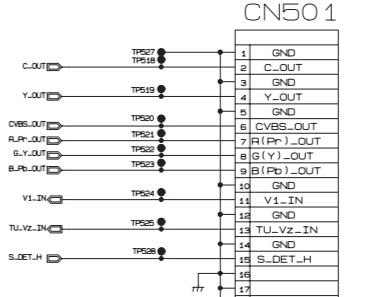 CN501
TP527 1 GND
C_OUT TP518 2 C_OUT
3 GND
Y_OUT TP519 4 Y_OUT
5 GND
CVBS_OUT TP520 6 CVBS_OUT
R_Pr_OUT TP521 7 R(Pr)_OUT
G_Y_OUT TP522 8 G(Y)_OUT
B_Pb_OUT TP523 9 B(Pb)_OUT
10 GND
V1_IN TP524 11 V1_IN
12 GND
TU_Vz_IN TP525 13 TU_Vz_IN
14 GND
S_DET_H TP528 15 S_DET_H
16
17